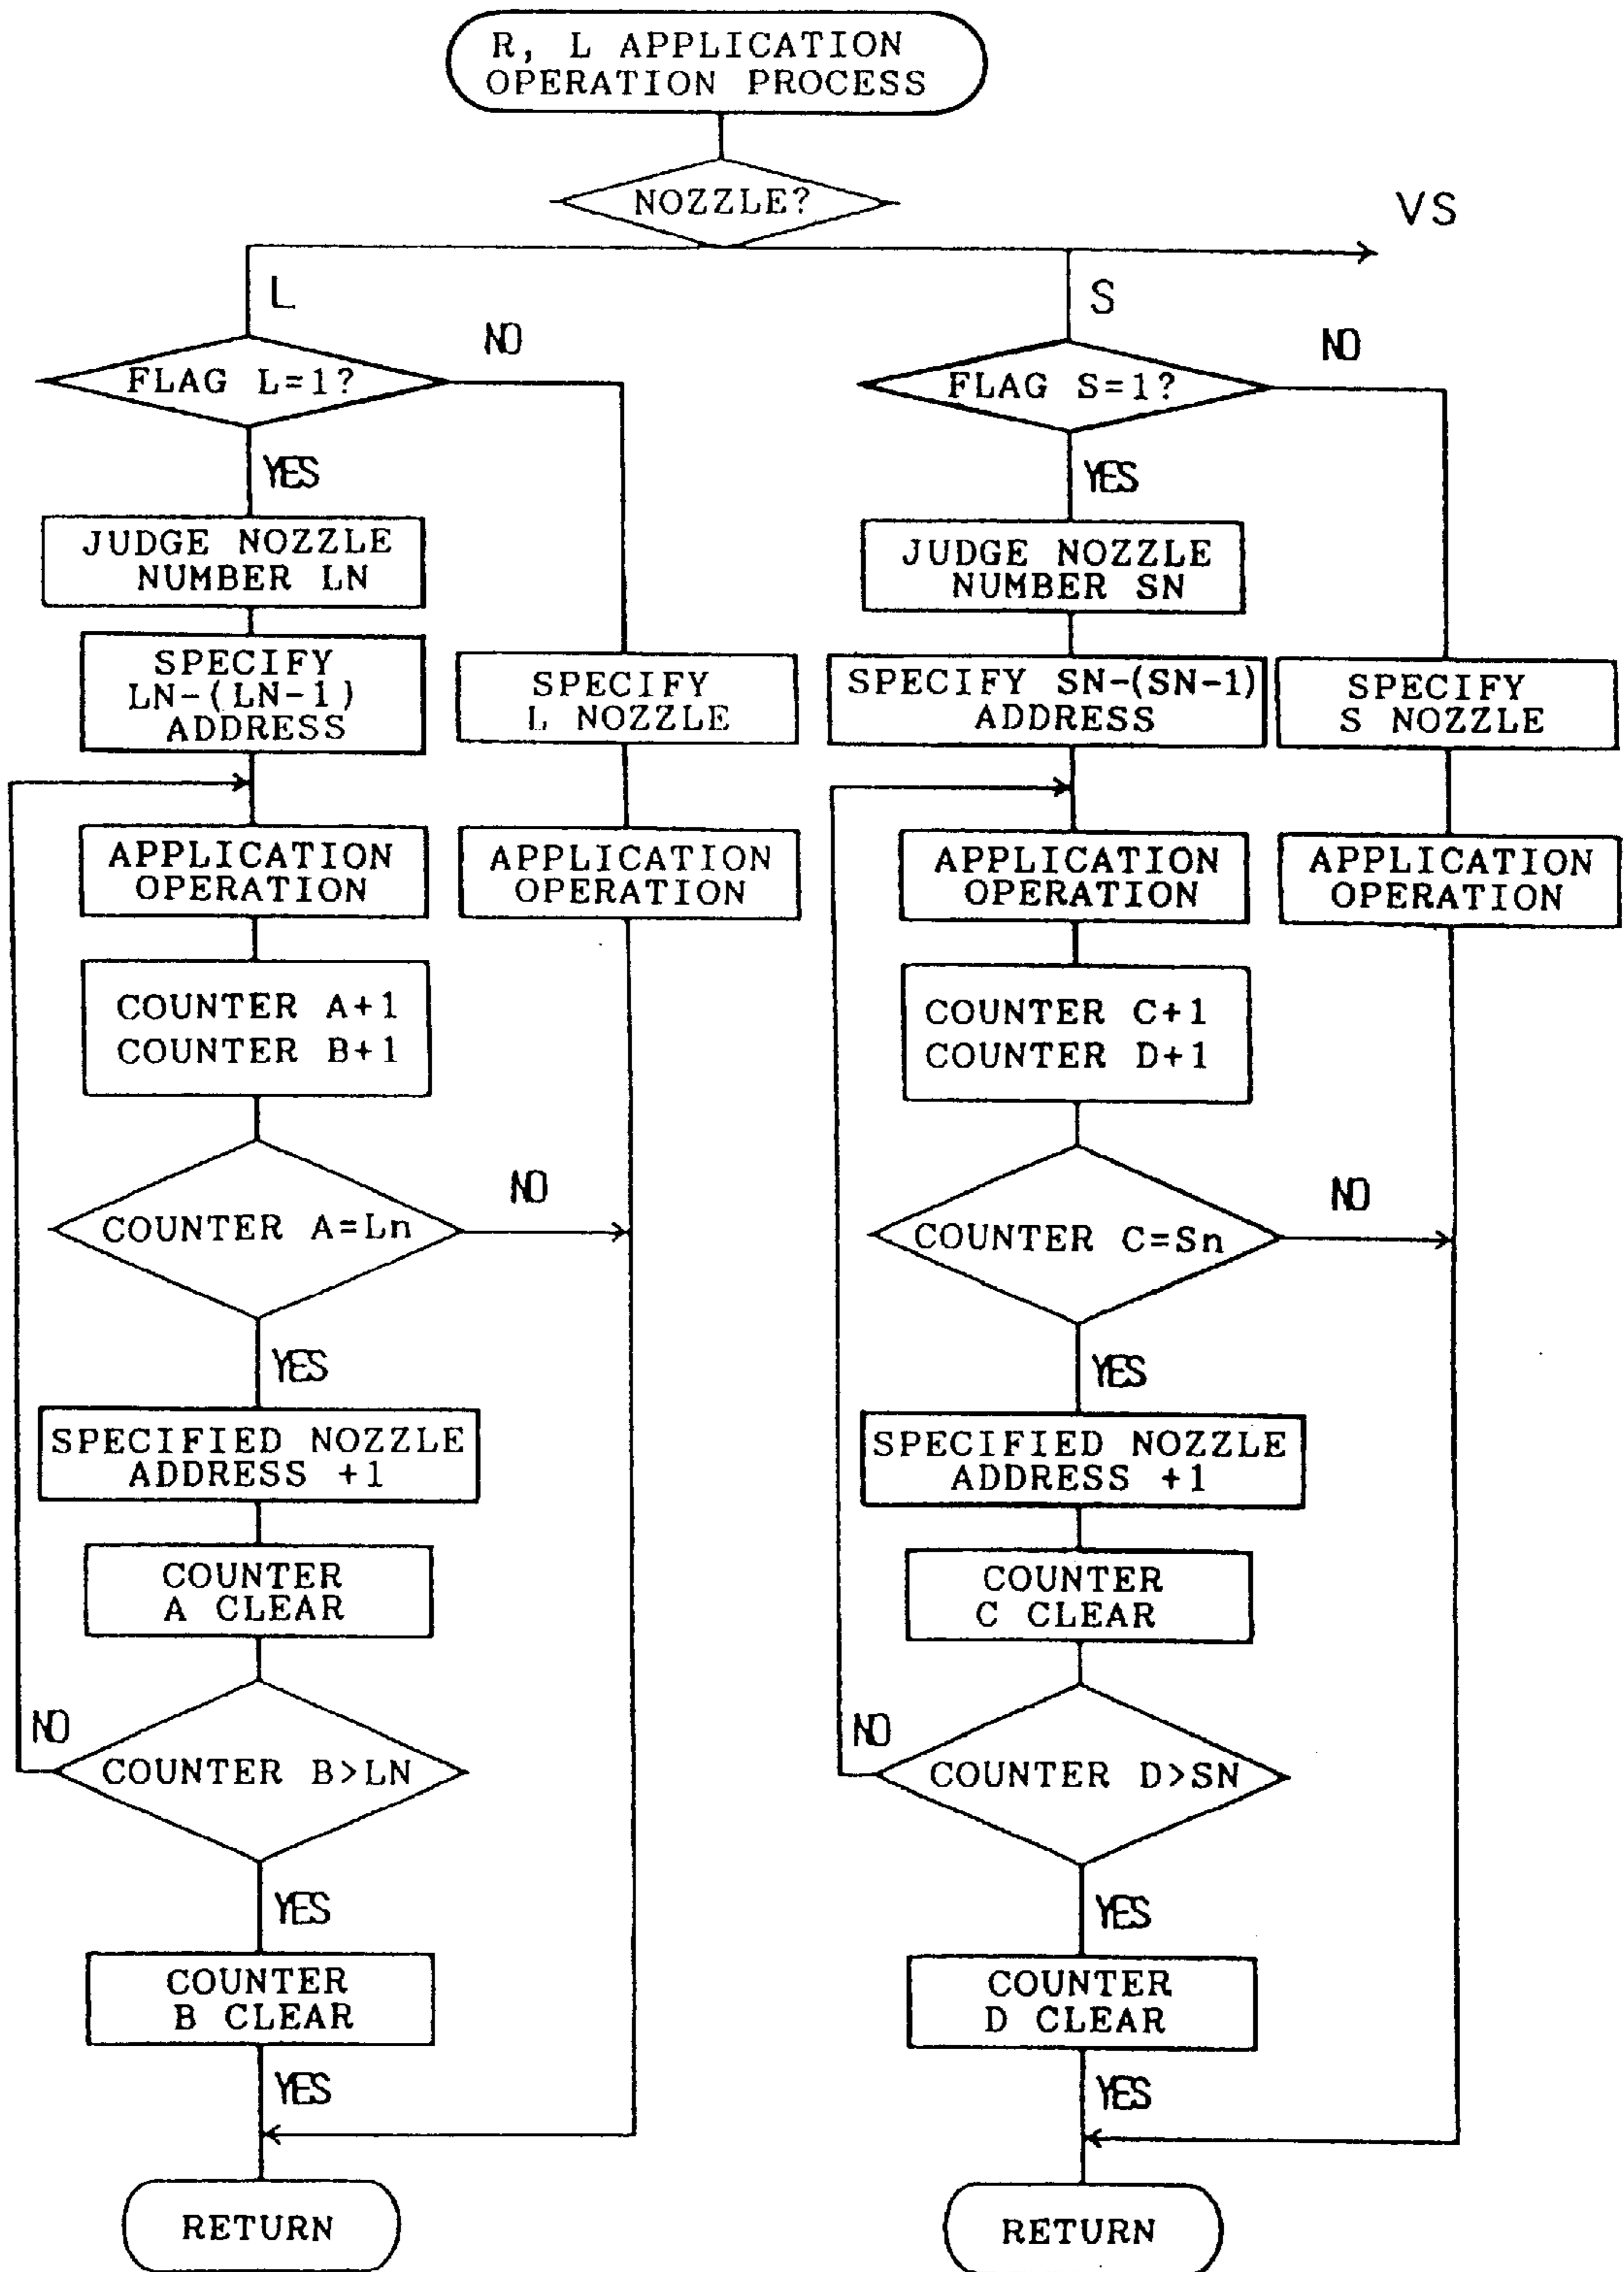 R, L APPLICATION
OPERATION PROCESS
NOZZLE?
VS
L
FLAG L=1?
NO
YES
JUDGE NOZZLE
NUMBER LN
SPECIFY
LN-(LN-1)
ADDRESS
SPECIFY
L NOZZLE
APPLICATION
OPERATION
APPLICATION
OPERATION
COUNTER A+1
COUNTER B+1
COUNTER A=Ln
NO
YES
SPECIFIED NOZZLE
ADDRESS +1
COUNTER
A CLEAR
NO
COUNTER B>LN
YES
COUNTER
B CLEAR
YES
RETURN
S
FLAG S=1?
NO
YES
JUDGE NOZZLE
NUMBER SN
SPECIFY SN-(SN-1)
ADDRESS
SPECIFY
S NOZZLE
APPLICATION
OPERATION
APPLICATION
OPERATION
COUNTER C+1
COUNTER D+1
COUNTER C=Sn
NO
YES
SPECIFIED NOZZLE
ADDRESS +1
COUNTER
C CLEAR
NO
COUNTER D>SN
YES
COUNTER
D CLEAR
YES
RETURN